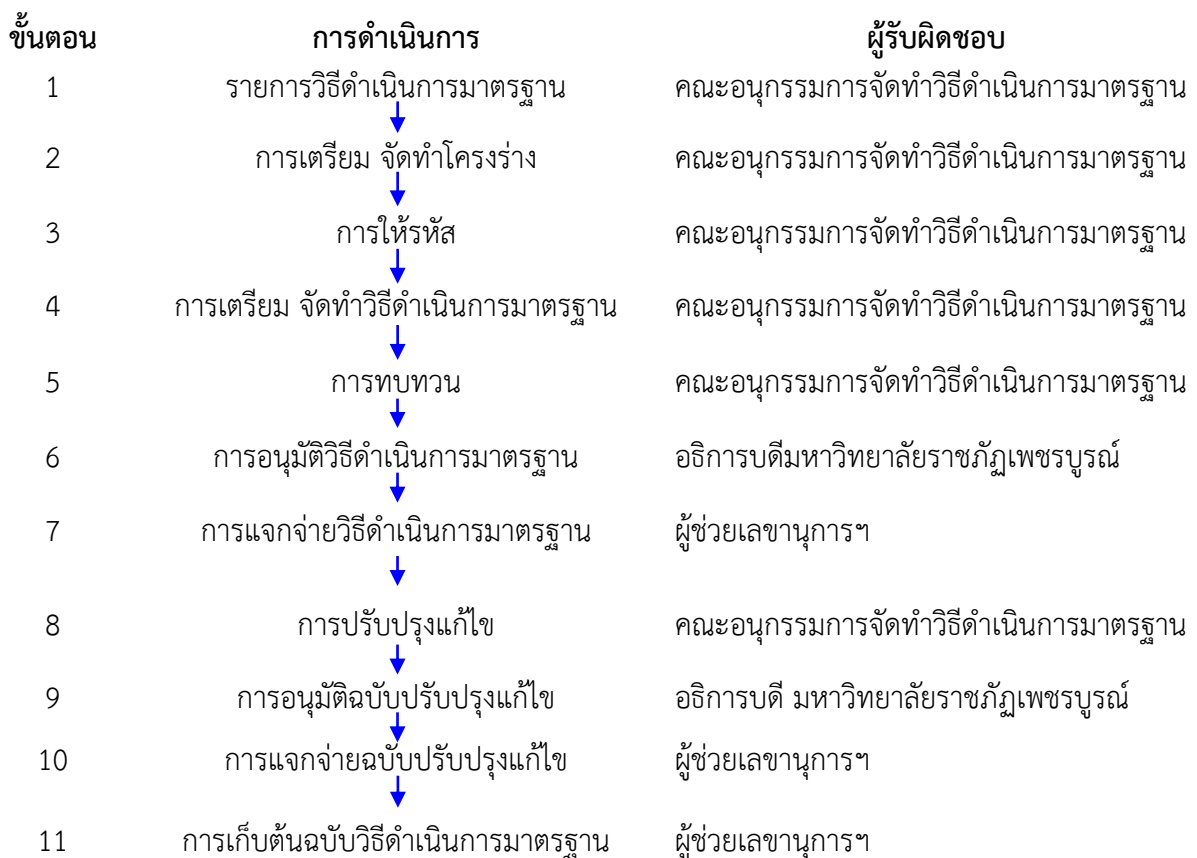 ขั้นตอน การดำเนินการ ผู้รับผิดชอบ
1 รายการวิธีดำเนินการมาตรฐาน คณะอนุกรรมการจัดทำวิธีดำเนินการมาตรฐาน
2 การเตรียม จัดทำโครงร่าง คณะอนุกรรมการจัดทำวิธีดำเนินการมาตรฐาน
3 การให้รหัส คณะอนุกรรมการจัดทำวิธีดำเนินการมาตรฐาน
4 การเตรียม จัดทำวิธีดำเนินการมาตรฐาน คณะอนุกรรมการจัดทำวิธีดำเนินการมาตรฐาน
5 การทบทวน คณะอนุกรรมการจัดทำวิธีดำเนินการมาตรฐาน
6 การอนุมัติวิธีดำเนินการมาตรฐาน อธิการบดีมหาวิทยาลัยราชภัฏเพชรบูรณ์
7 การแจกจ่ายวิธีดำเนินการมาตรฐาน ผู้ช่วยเลขานุการฯ
8 การปรับปรุงแก้ไข คณะอนุกรรมการจัดทำวิธีดำเนินการมาตรฐาน
9 การอนุมัติฉบับปรับปรุงแก้ไข อธิการบดี มหาวิทยาลัยราชภัฏเพชรบูรณ์
10 การแจกจ่ายฉบับปรับปรุงแก้ไข ผู้ช่วยเลขานุการฯ
11 การเก็บต้นฉบับวิธีดำเนินการมาตรฐาน ผู้ช่วยเลขานุการฯ